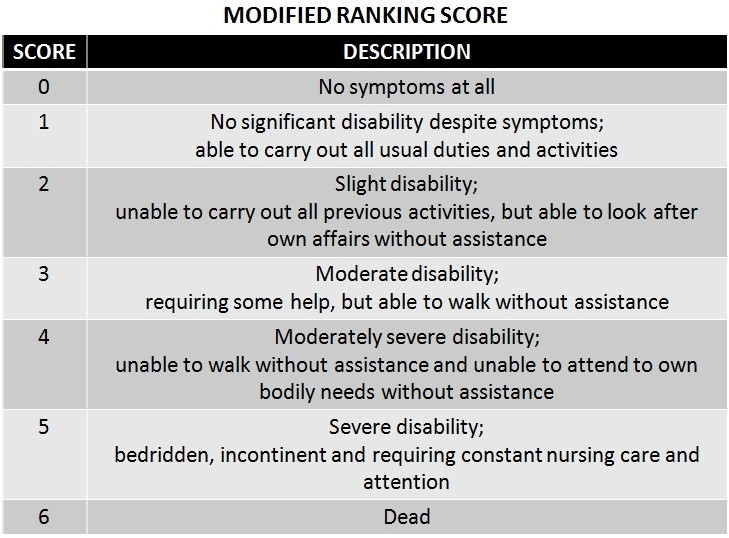 MODIFIED RANKING SCORE
SCORE DESCRIPTION
0 No symptoms at all
1 No significant disability despite symptoms;
able to carry out all usual duties and activities
2 Slight disability;
unable to carry out all previous activities, but able to look after
own affairs without assistance
3 Moderate disability;
requiring some help, but able to walk without assistance
4 Moderately severe disability;
unable to walk without assistance and unable to attend to own
bodily needs without assistance
5 Severe disability;
bedridden, incontinent and requiring constant nursing care and
attention
6 Dead